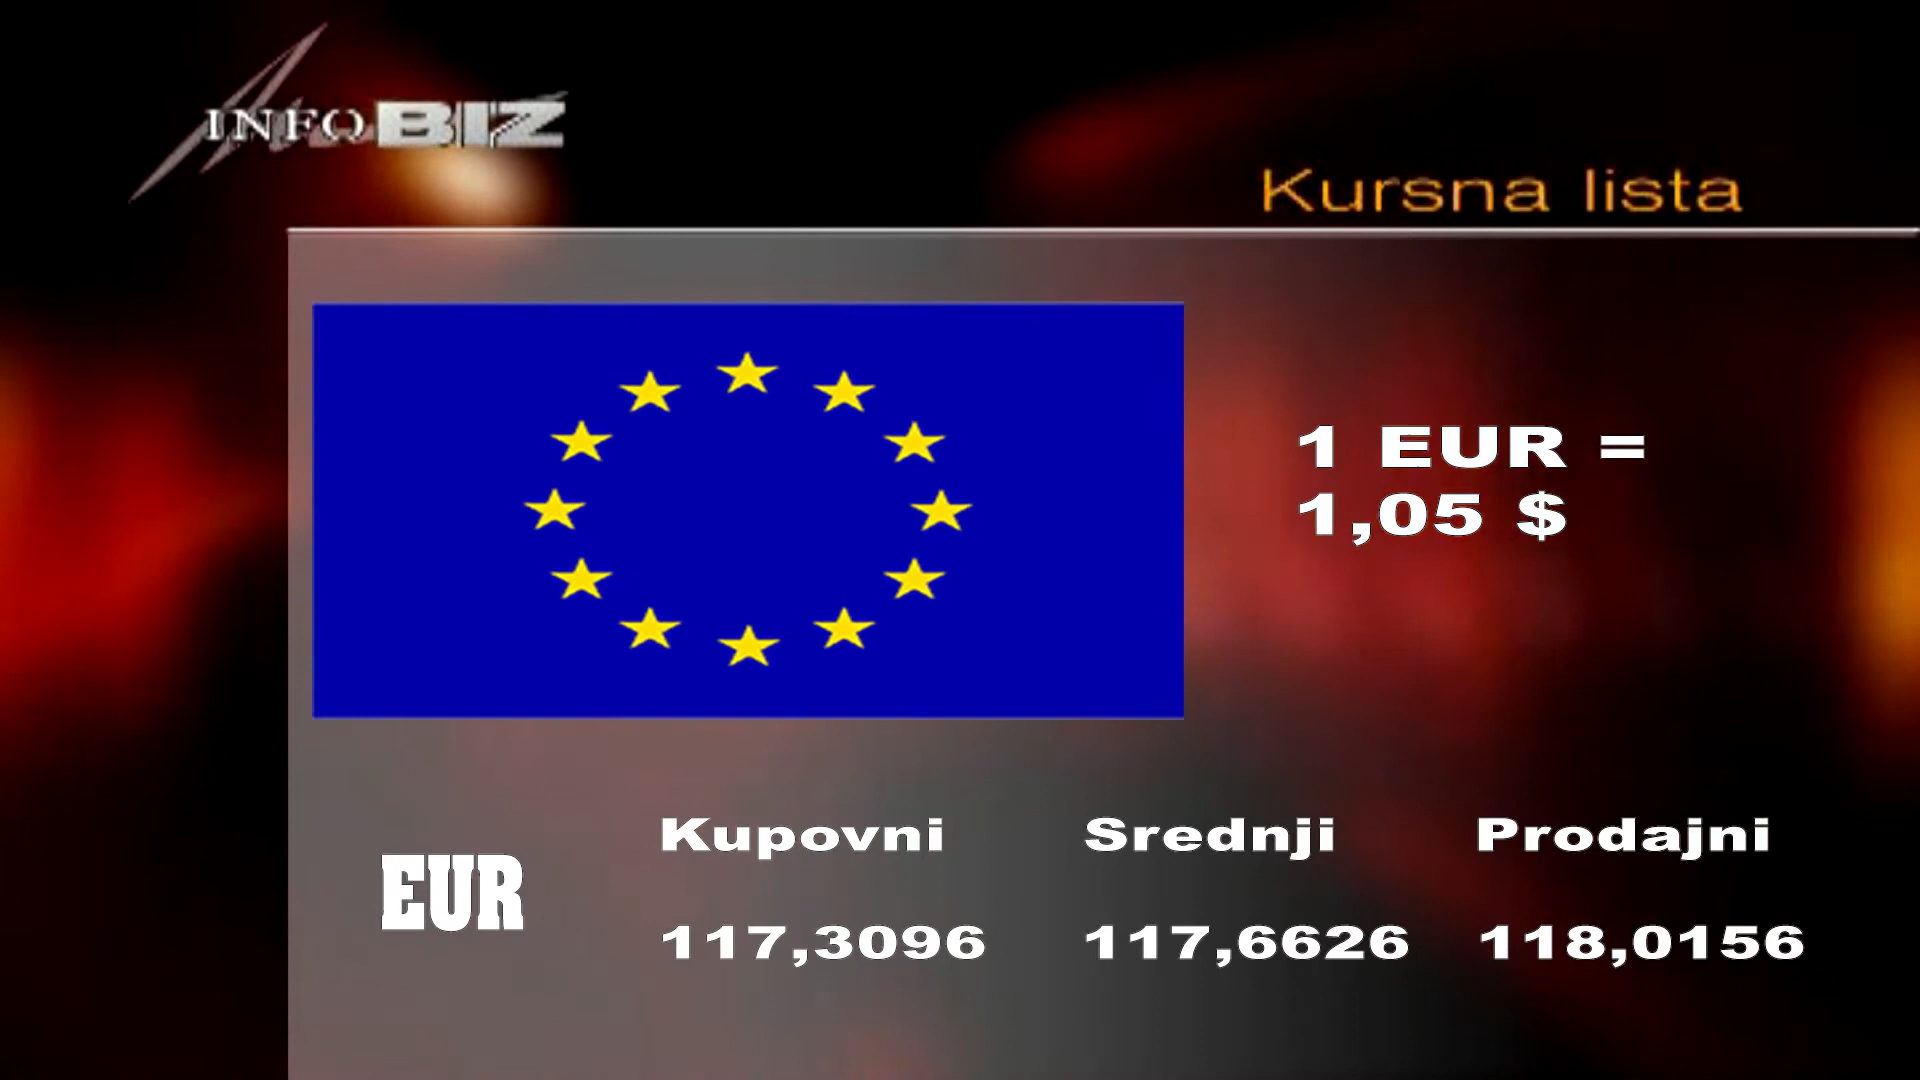 INFO BIZ
Kursna lista
1 EUR =
1,05 $
Kupovni Srednji Prodajni
EUR
117,3096 117,6626 118,0156